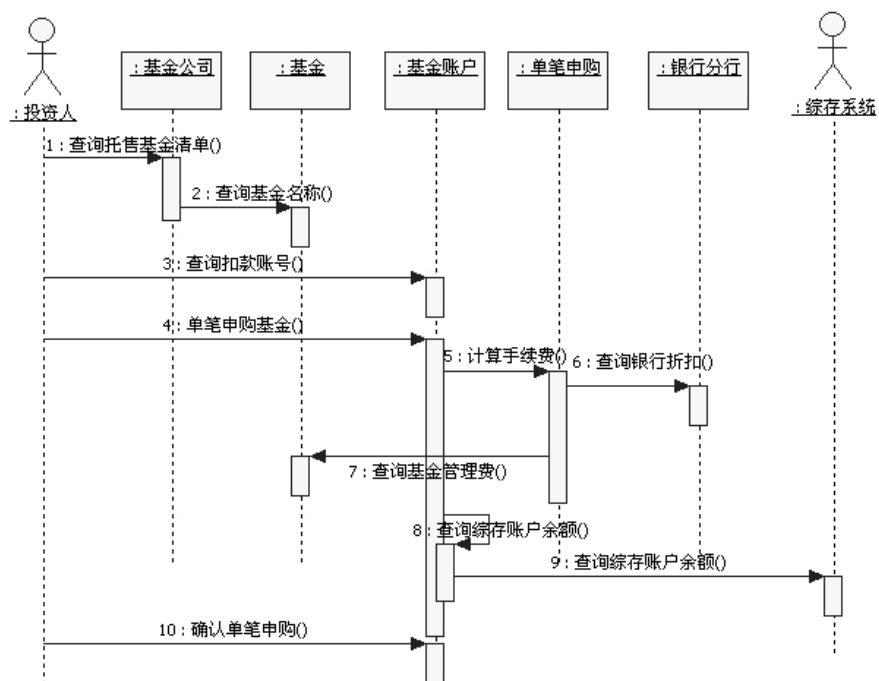 : 投资人
: 基金公司
: 基金
: 基金账户
: 单笔申购
: 银行分行
: 综存系统
1 : 查询托售基金清单()
2 : 查询基金名称()
3 : 查询扣款账号()
4 : 单笔申购基金()
5 : 计算手续费()
6 : 查询银行折扣()
7 : 查询基金管理费()
8 : 查询综存账户余额()
9 : 查询综存账户余额()
10 : 确认单笔申购()